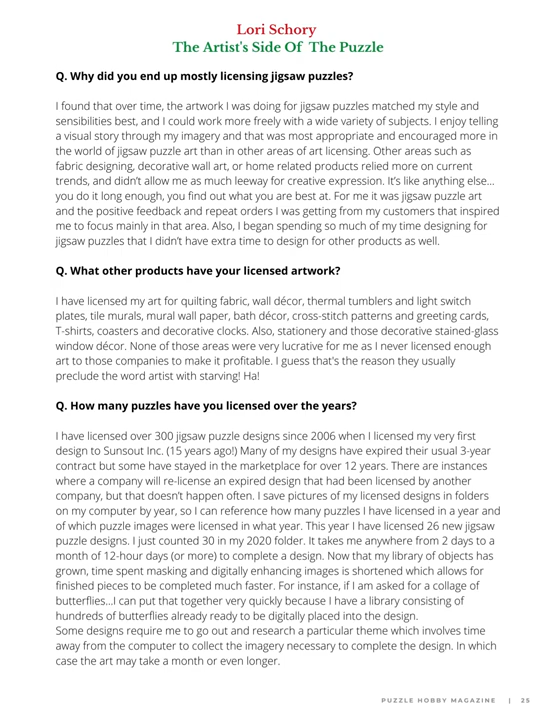 Lori Schory
The Artist's Side Of The Puzzle
Q. Why did you end up mostly licensing jigsaw puzzles?
I found that over time, the artwork I was doing for jigsaw puzzles matched my style and
sensibilities best, and I could work more freely with a wide variety of subjects. I enjoy telling
a visual story through my imagery and that was most appropriate and encouraged more in
the world of jigsaw puzzle art than in other areas of art licensing. Other areas such as
fabric designing, decorative wall art, or home related products relied more on current
trends, and didn't allow me as much leeway for creative expression. It's like anything else...
you do it long enough, you find out what you are best at. For me it was jigsaw puzzle art
and the positive feedback and repeat orders I was getting from my customers that inspired
me to focus mainly in that area. Also, I began spending so much of my time designing for
jigsaw puzzles that I didn't have extra time to design for other products as well.
Q. What other products have your licensed artwork?
I have licensed my art for quilting fabric, wall décor, thermal tumblers and light switch
plates, tile murals, mural wall paper, bath décor, cross-stitch patterns and greeting cards,
T-shirts, coasters and decorative clocks. Also, stationery and those decorative stained-glass
window décor. None of those areas were very lucrative for me as I never licensed enough
art to those companies to make it profitable. I guess that's the reason they usually
preclude the word artist with starving! Ha!
Q. How many puzzles have you licensed over the years?
I have licensed over 300 jigsaw puzzle designs since 2006 when I licensed my very first
design to Sunsout Inc. (15 years ago!) Many of my designs have expired their usual 3-year
contract but some have stayed in the marketplace for over 12 years. There are instances
where a company will re-license an expired design that had been licensed by another
company, but that doesn't happen often. I save pictures of my licensed designs in folders
on my computer by year, so I can reference how many puzzles I have licensed in a year and
of which puzzle images were licensed in what year. This year I have licensed 26 new jigsaw
puzzle designs. I just counted 30 in my 2020 folder. It takes me anywhere from 2 days to a
month of 12-hour days (or more) to complete a design. Now that my library of objects has
grown, time spent masking and digitally enhancing images is shortened which allows for
finished pieces to be completed much faster. For instance, if I am asked for a collage of
butterflies...I can put that together very quickly because I have a library consisting of
hundreds of butterflies already ready to be digitally placed into the design.
Some designs require me to go out and research a particular theme which involves time
away from the computer to collect the imagery necessary to complete the design. In which
case the art may take a month or even longer.
PUZZLE HOBBY MAGAZINE | 25